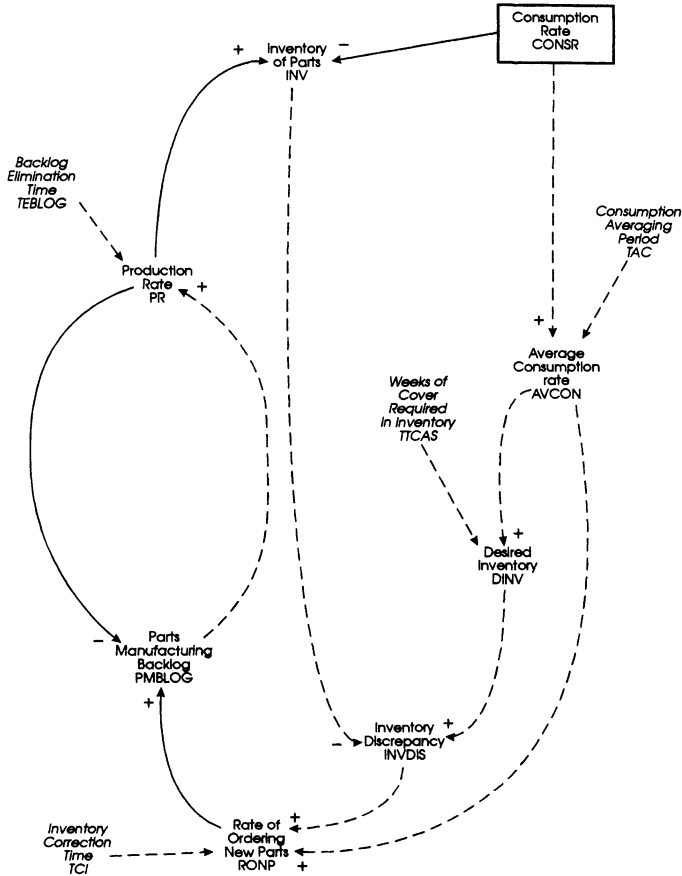 Consumption
Rate
CONSR
+
–
Inventory
of Parts
INV
Backlog
Elimination
Time
TEBLOG
Consumption
Averaging
Period
TAC
Production
Rate
PR
+
+
Average
Consumption
rate
AVCON
Weeks of
Cover
Required
In Inventory
TTCAS
+
Desired
Inventory
DINV
–
Parts
Manufacturing
Backlog
PMBLOG
+
+
–
Inventory
Discrepancy
INVDIS
Inventory
Correction
Time
TCI
+
Rate of
Ordering
New Parts
RONP
+